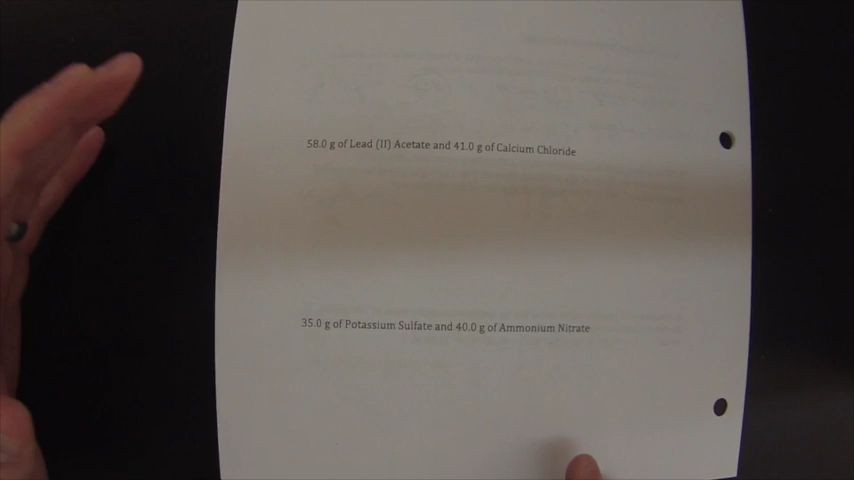 58.0 g of Lead (II) Acetate and 41.0 g of Calcium Chloride
35.0 g of Potassium Sulfate and 40.0 g of Ammonium Nitrate